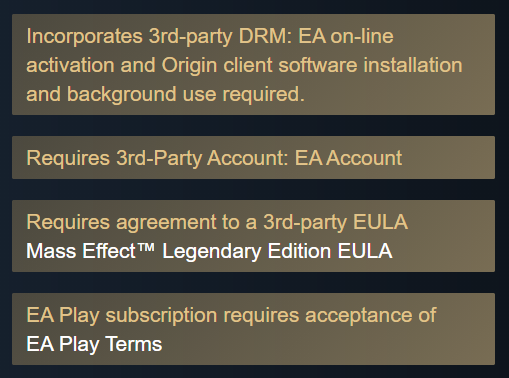 Incorporates 3rd-party DRM: EA on-line
activation and Origin client software installation
and background use required.
Requires 3rd-Party Account: EA Account
Requires agreement to a 3rd-party EULA
Mass Effect™ Legendary Edition EULA
EA Play subscription requires acceptance of
EA Play Terms